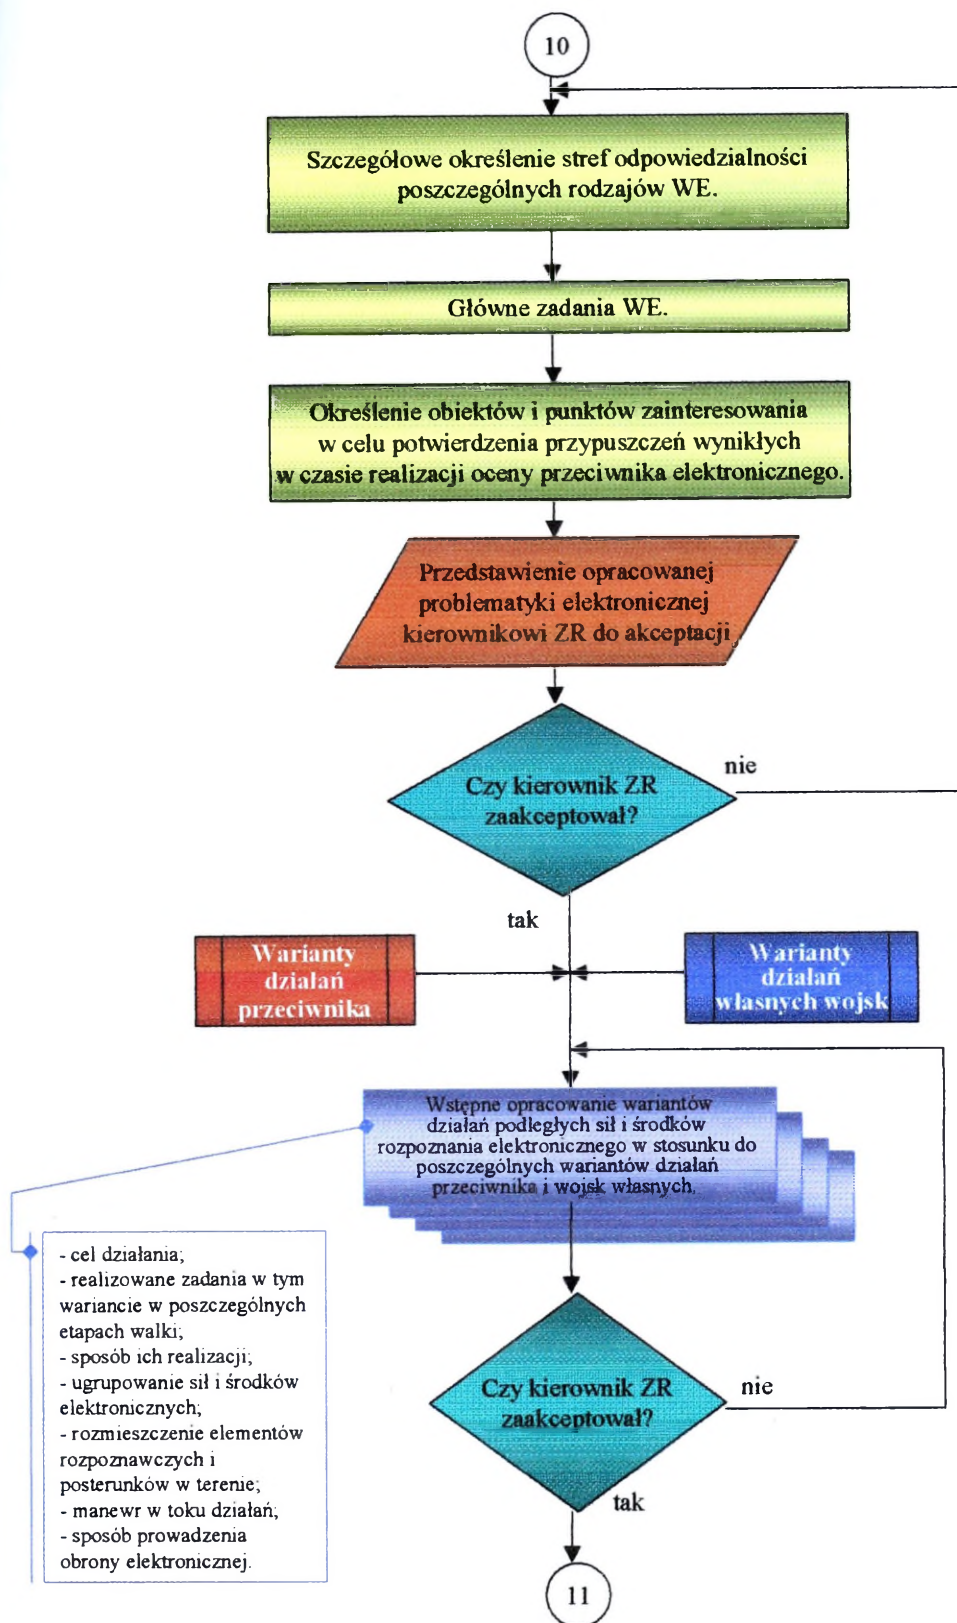 10
Szczegółowe określenie stref odpowiedzialności
poszczególnych rodzajów WE.
Główne zadania WE.
Określenie obiektów i punktów zainteresowania
w celu potwierdzenia przypuszczeń wynikłych
w czasie realizacji oceny przeciwnika elektronicznego.
Przedstawienie opracowanej
problematyki elektronicznej
kierownikowi ZR do akceptacji
Czy kierownik ZR
zaakceptował?
nie
tak
Warianty
działań
przeciwnika
Warianty
działań
własnych wojsk
Wstępne opracowanie wariantów
działań podległych sił i środków
rozpoznania elektronicznego w stosunku do
poszczególnych wariantów działań
przeciwnika i wojsk własnych.
- cel działania;
- realizowane zadania w tym
wariancie w poszczególnych
etapach walki;
- sposób ich realizacji;
- ugrupowanie sił i środków
elektronicznych;
- rozmieszczenie elementów
rozpoznawczych i
posterunków w terenie;
- manewr w toku działań;
- sposób prowadzenia
obrony elektronicznej.
Czy kierownik ZR
zaakceptował?
nie
tak
11